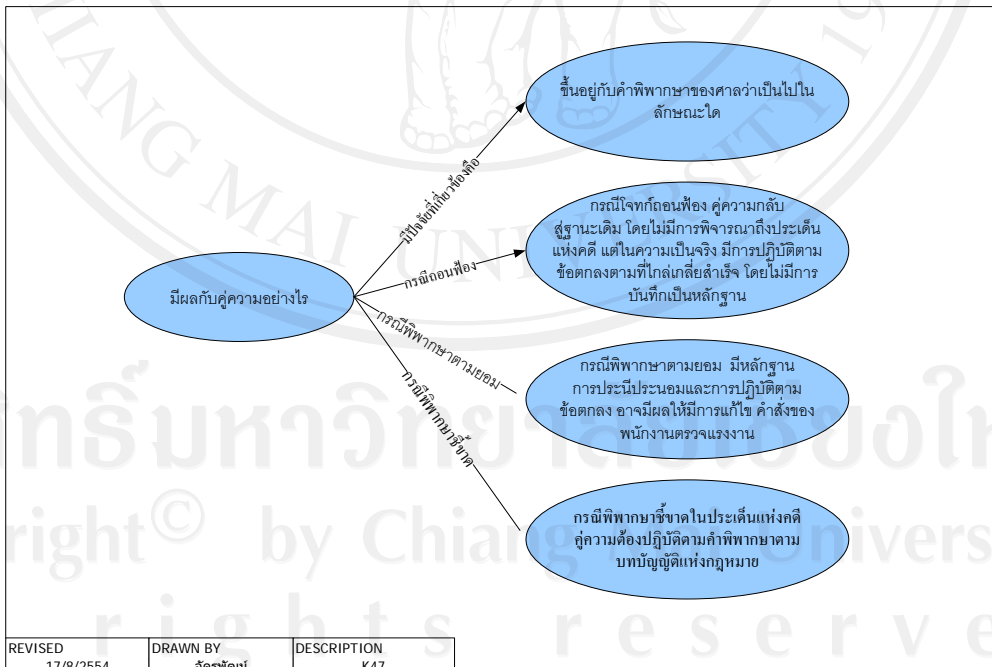 ขึ้นอยู่กับคำพิพากษาของศาลว่าเป็นไปใน
ลักษณะใด
มีปัจจัยที่เกี่ยวข้องคือ
กรณีโจทก์ถอนฟ้อง คู่ความกลับ
สู่ฐานะเดิม โดยไม่มีการพิจารณาถึงประเด็น
แห่งคดี แต่ในความเป็นจริง มีการปฏิบัติตาม
ข้อตกลงตามที่ไกล่เกลี่ยสำเร็จ โดยไม่มีการ
บันทึกเป็นหลักฐาน
กรณีถอนฟ้อง
มีผลกับคู่ความอย่างไร
กรณีพิพากษาตามยอม
กรณีพิพากษาตามยอม มีหลักฐาน
การประนีประนอมและการปฏิบัติตาม
ข้อตกลง อาจมีผลให้มีการแก้ไข คำสั่งของ
พนักงานตรวจแรงงาน
กรณีพิพากษาชี้ขาด
กรณีพิพากษาชี้ขาดในประเด็นแห่งคดี
คู่ความต้องปฏิบัติตามคำพิพากษาตาม
บทบัญญัติแห่งกฎหมาย
CHIANG MAI UNIVERSITY 19
right © by Chiang Mai Univers
rights reserve
REVISED DRAWN BY DESCRIPTION
17/8/2554 K47